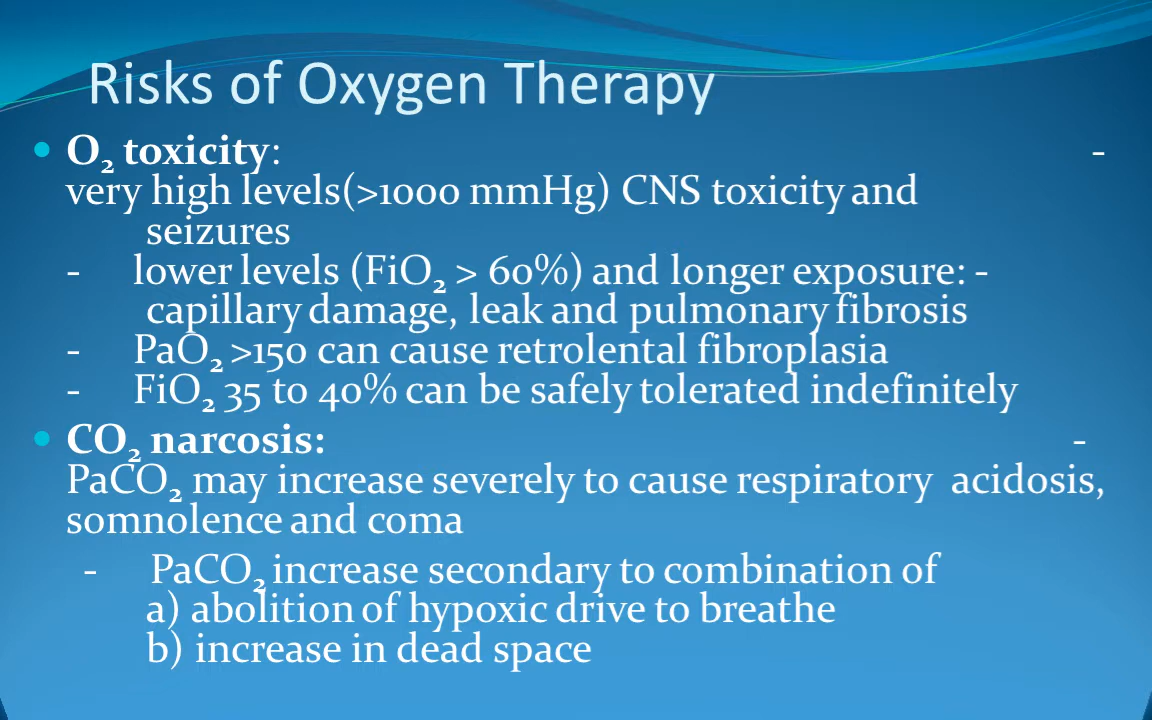 Risks of Oxygen Therapy
• O₂ toxicity: -
very high levels(>1000 mmHg) CNS toxicity and
seizures
- lower levels (FiO₂ > 60%) and longer exposure: -
capillary damage, leak and pulmonary fibrosis
- PaO₂ >150 can cause retrolental fibroplasia
- FiO₂ 35 to 40% can be safely tolerated indefinitely
• CO₂ narcosis: -
PaCO₂ may increase severely to cause respiratory acidosis,
somnolence and coma
- PaCO₂ increase secondary to combination of
a) abolition of hypoxic drive to breathe
b) increase in dead space